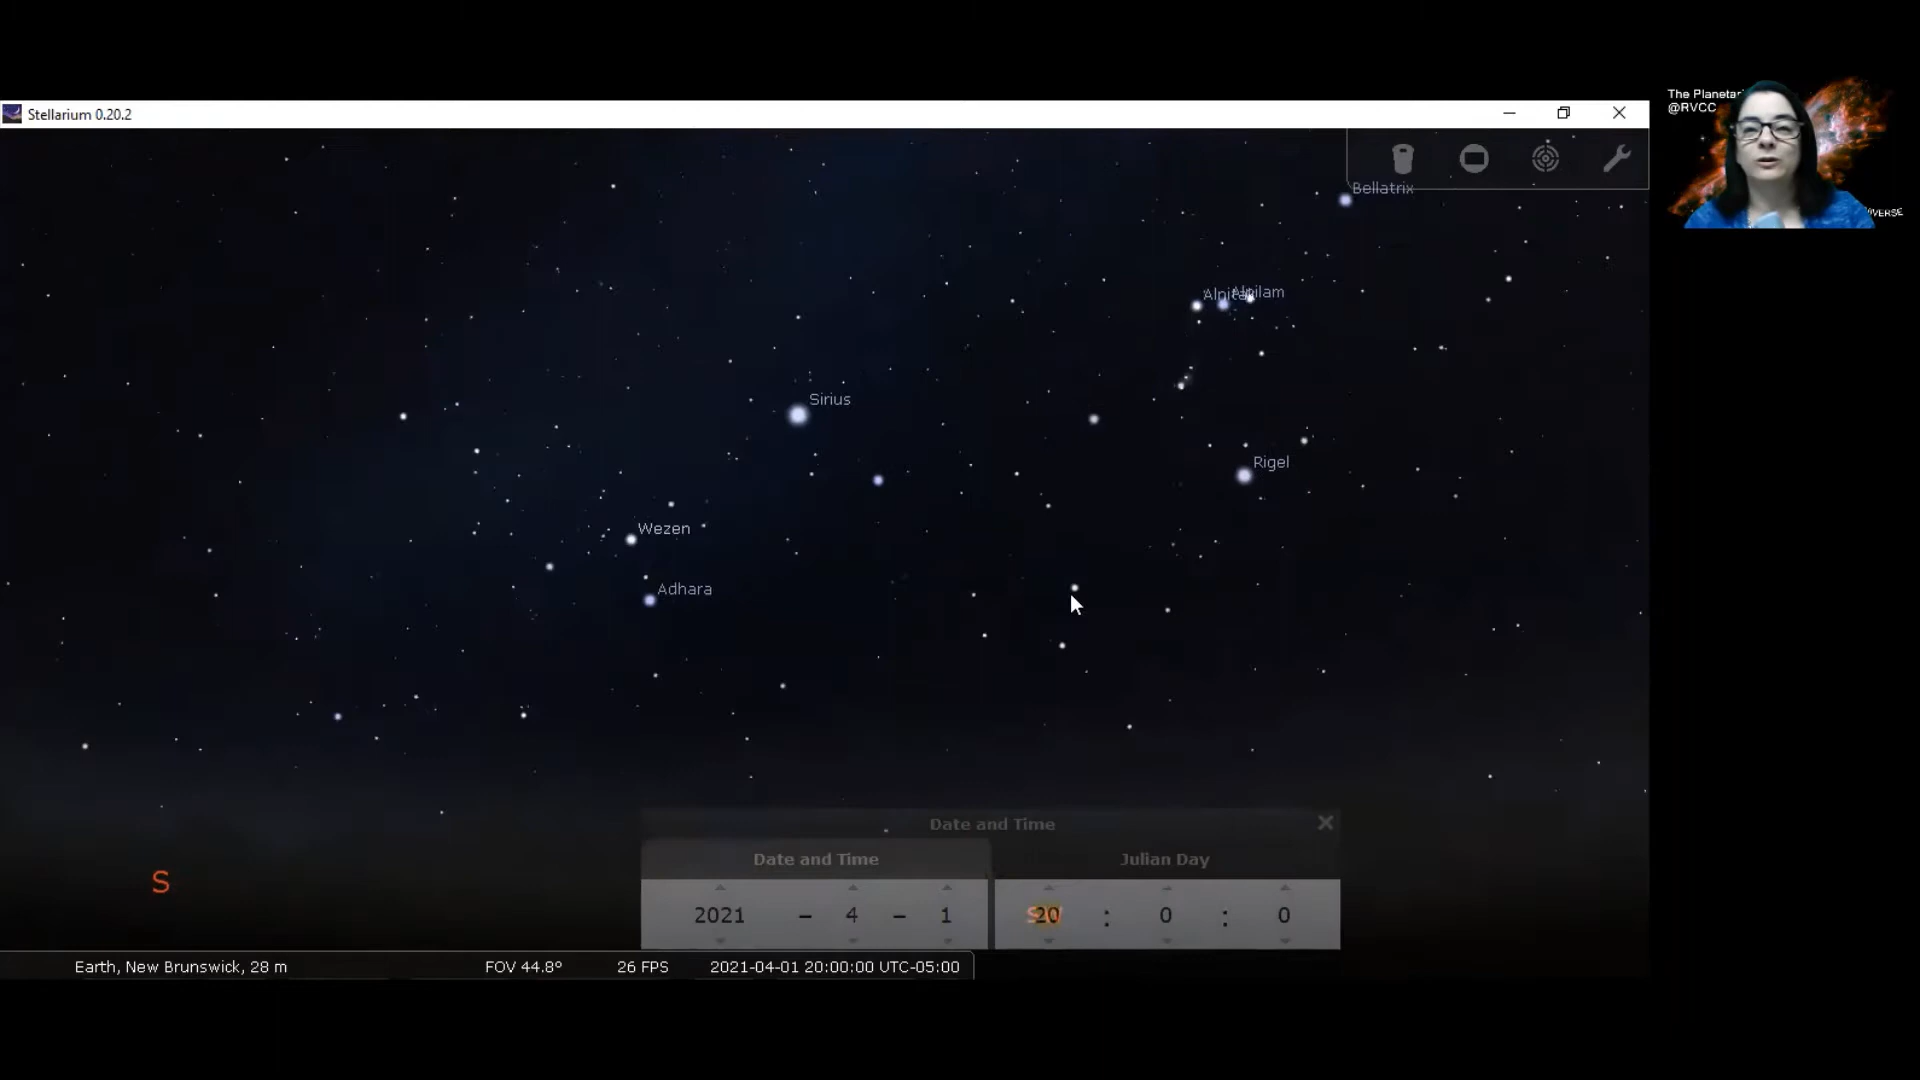 Stellarium 0.20.2
The Planetar
@RVCC
Bellatrix
Alnilam
Sirius
Rigel
Wezen
Adhara
Date and Time
Date and Time
Julian Day
2021 - 4 - 1
20 : 0 : 0
S
Earth, New Brunswick, 28 m
FOV 44.8°
26 FPS
2021-04-01 20:00:00 UTC-05:00